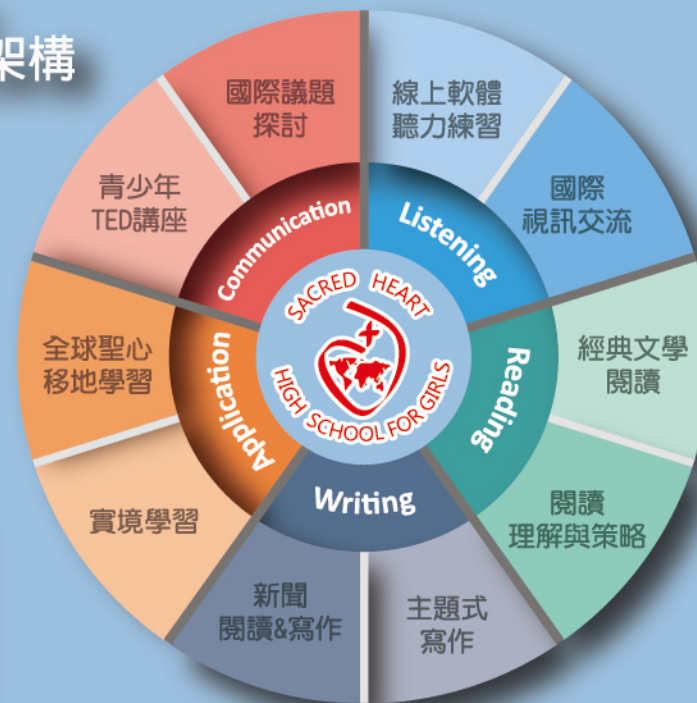 架構
國際議題
探討
線上軟體
聽力練習
青少年
TED講座
國際
視訊交流
Communication
Listening
SACRED HEART
HIGH SCHOOL FOR GIRLS
全球聖心
移地學習
經典文學
閱讀
Application
Reading
實境學習
閱讀
理解與策略
Writing
新聞
閱讀&寫作
主題式
寫作